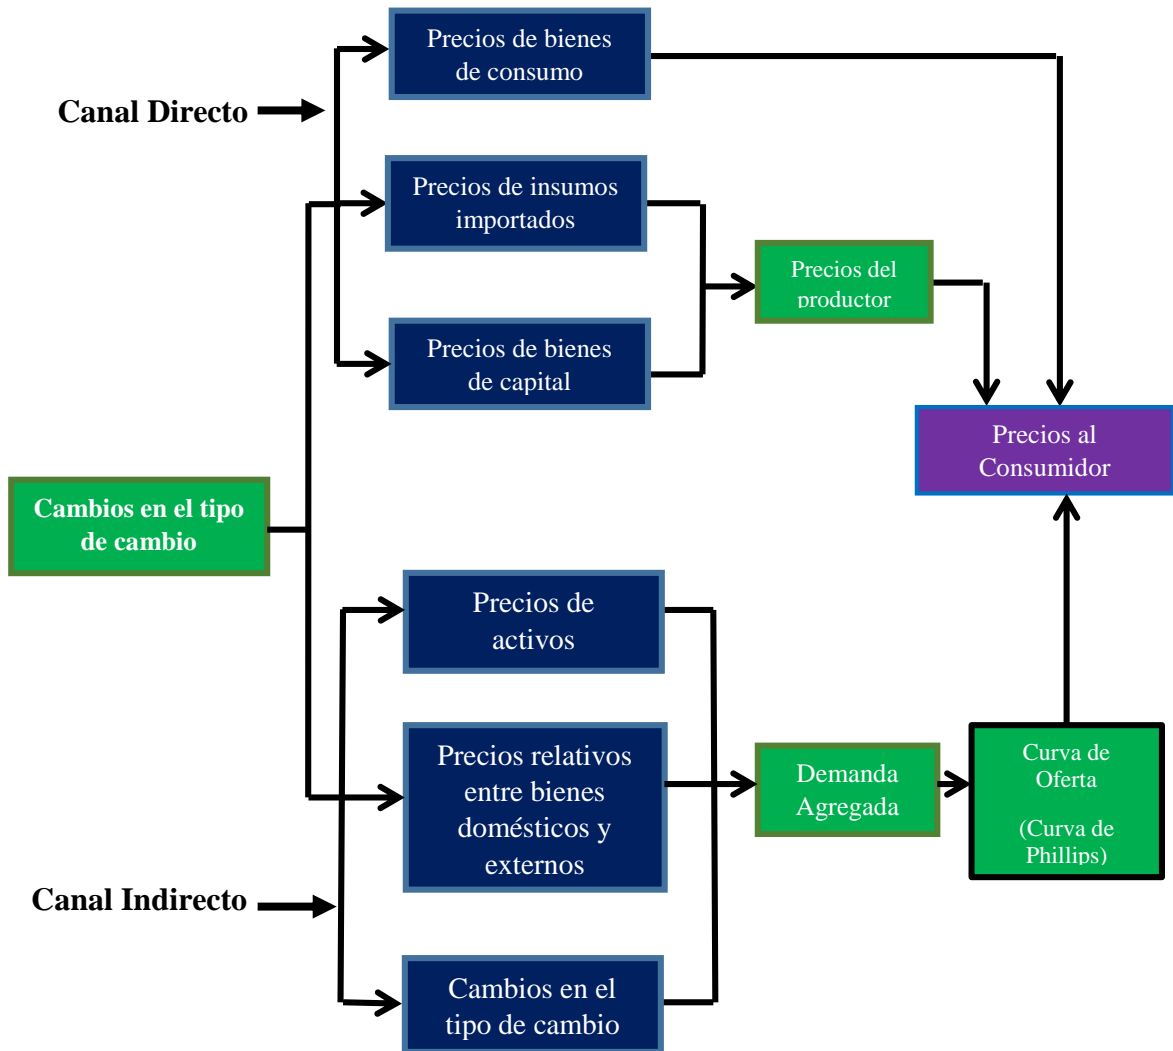 Precios de bienes
de consumo
Canal Directo
Precios de insumos
importados
Precios del
productor
Precios de bienes
de capital
Precios al
Consumidor
Cambios en el tipo
de cambio
Precios de
activos
Precios relativos
entre bienes
domésticos y
externos
Demanda
Agregada
Curva de
Oferta
(Curva de
Phillips)
Canal Indirecto
Cambios en el
tipo de cambio